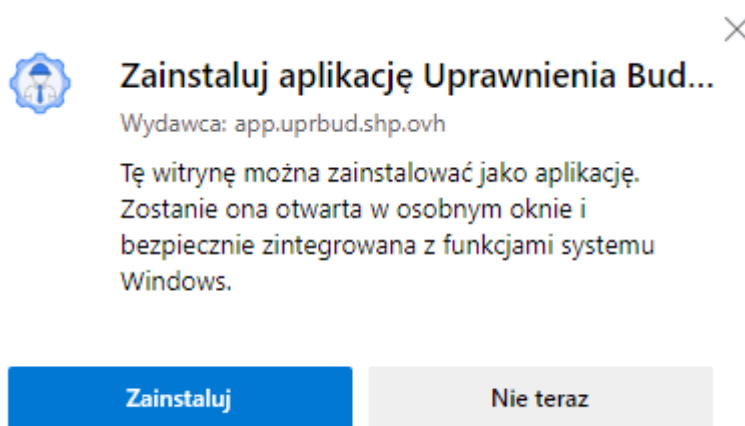 Zainstaluj aplikację Uprawnienia Bud...
Wydawca: app.uprbud.shp.ovh
Tę witrynę można zainstalować jako aplikację.
Zostanie ona otwarta w osobnym oknie i
bezpiecznie zintegrowana z funkcjami systemu
Windows.
Zainstaluj
Nie teraz